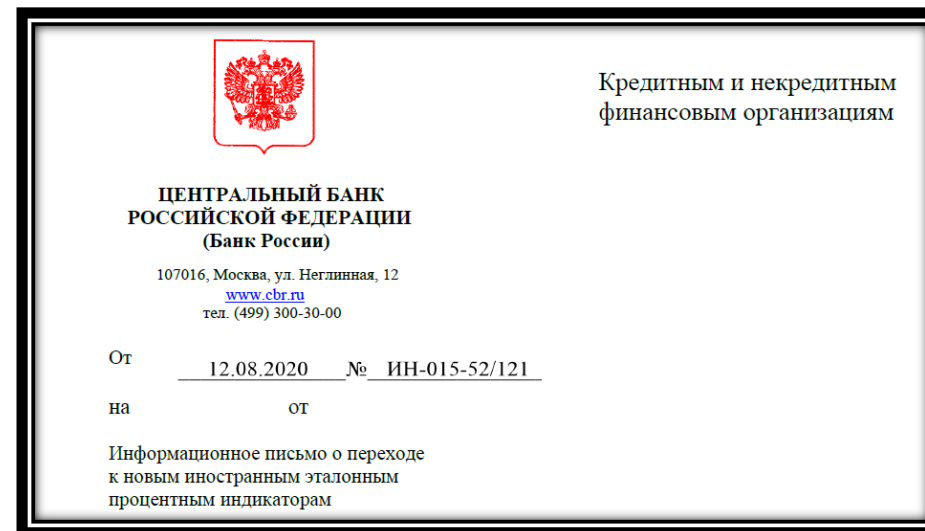 Кредитным и некредитным
финансовым организациям
ЦЕНТРАЛЬНЫЙ БАНК
РОССИЙСКОЙ ФЕДЕРАЦИИ
(Банк России)
107016, Москва, ул. Неглинная, 12
www.cbr.ru
тел. (499) 300-30-00
От 12.08.2020 № ИН-015-52/121
на от
Информационное письмо о переходе
к новым иностранным эталонным
процентным индикаторам